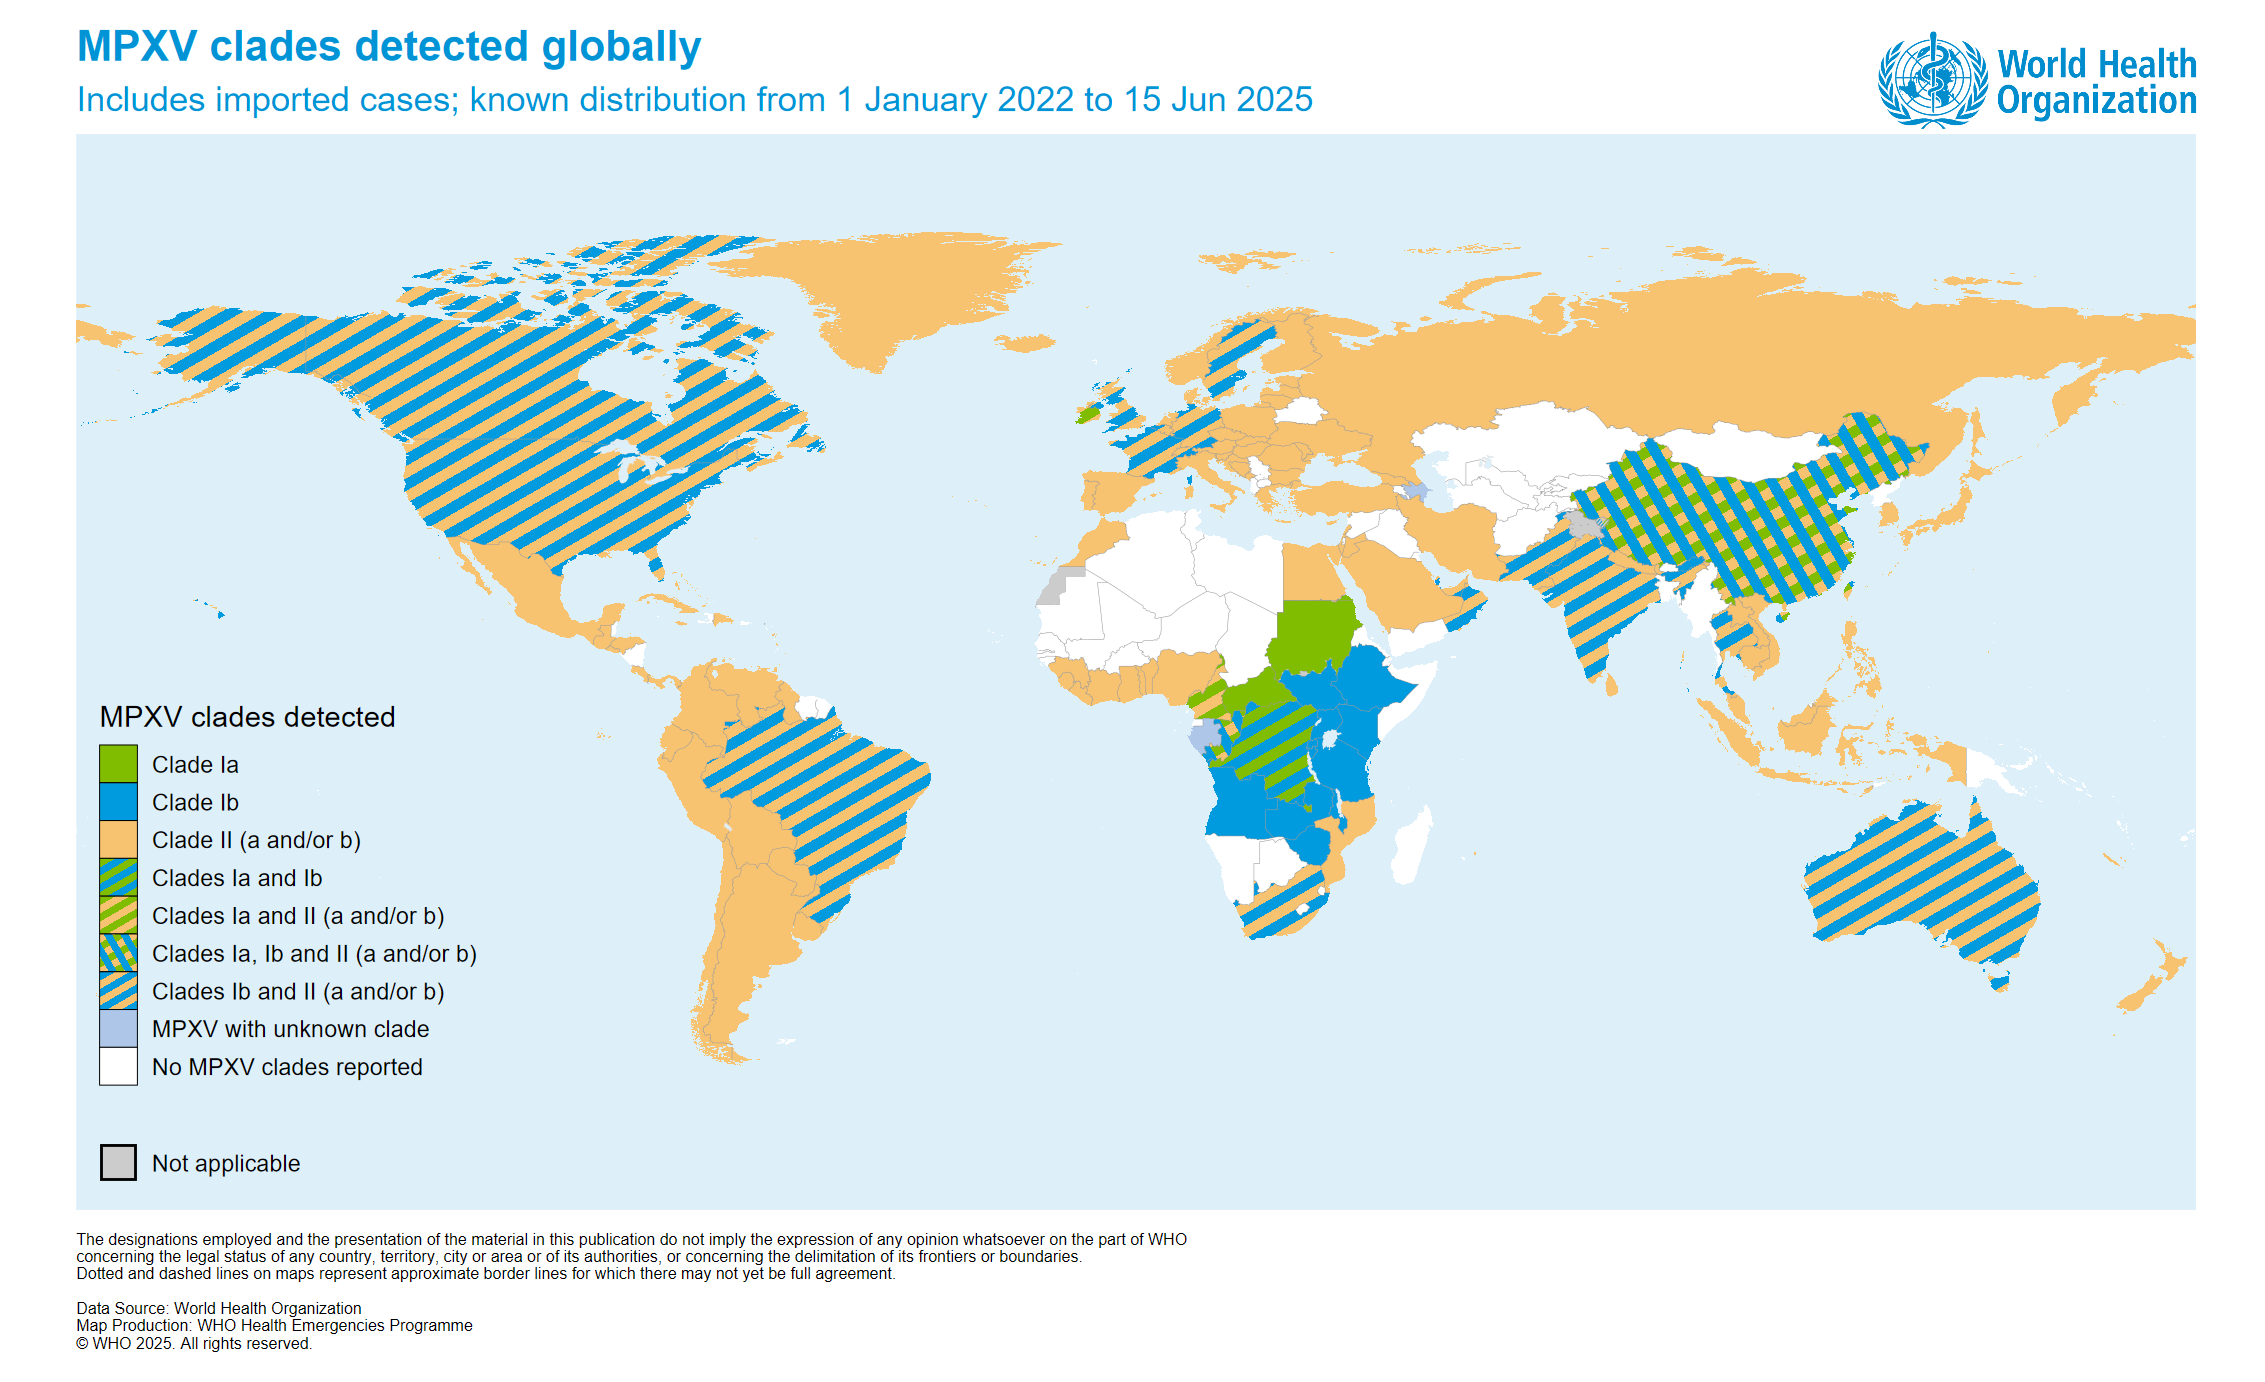 MPXV clades detected globally
Includes imported cases; known distribution from 1 January 2022 to 15 Jun 2025
World Health
Organization
MPXV clades detected
Clade Ia
Clade Ib
Clade II (a and/or b)
Clades Ia and Ib
Clades Ia and II (a and/or b)
Clades Ia, Ib and II (a and/or b)
Clades Ib and II (a and/or b)
MPXV with unknown clade
No MPXV clades reported
Not applicable
The designations employed and the presentation of the material in this publication do not imply the expression of any opinion whatsoever on the part of WHO
concerning the legal status of any country, territory, city or area or of its authorities, or concerning the delimitation of its frontiers or boundaries.
Dotted and dashed lines on maps represent approximate border lines for which there may not yet be full agreement.
Data Source: World Health Organization
Map Production: WHO Health Emergencies Programme
© WHO 2025. All rights reserved.